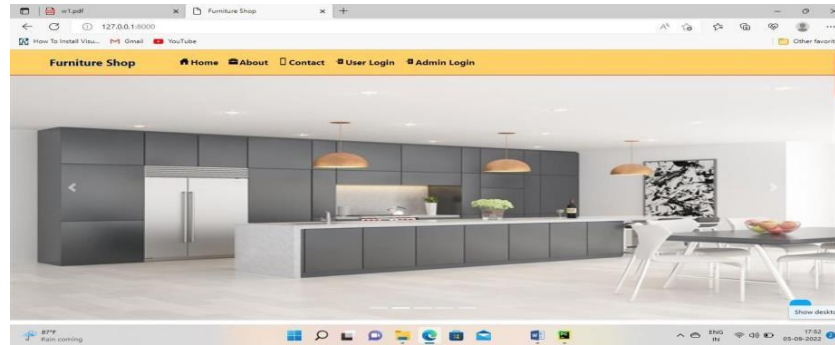 w1.pdf
Furniture Shop
127.0.0.1:8000
How To Install Visu...
Gmail
YouTube
Other favorit
Furniture Shop
Home
About
Contact
User Login
Admin Login
Show deskto
87°F
Rain coming
ENG
IN
17:52
05-09-2022